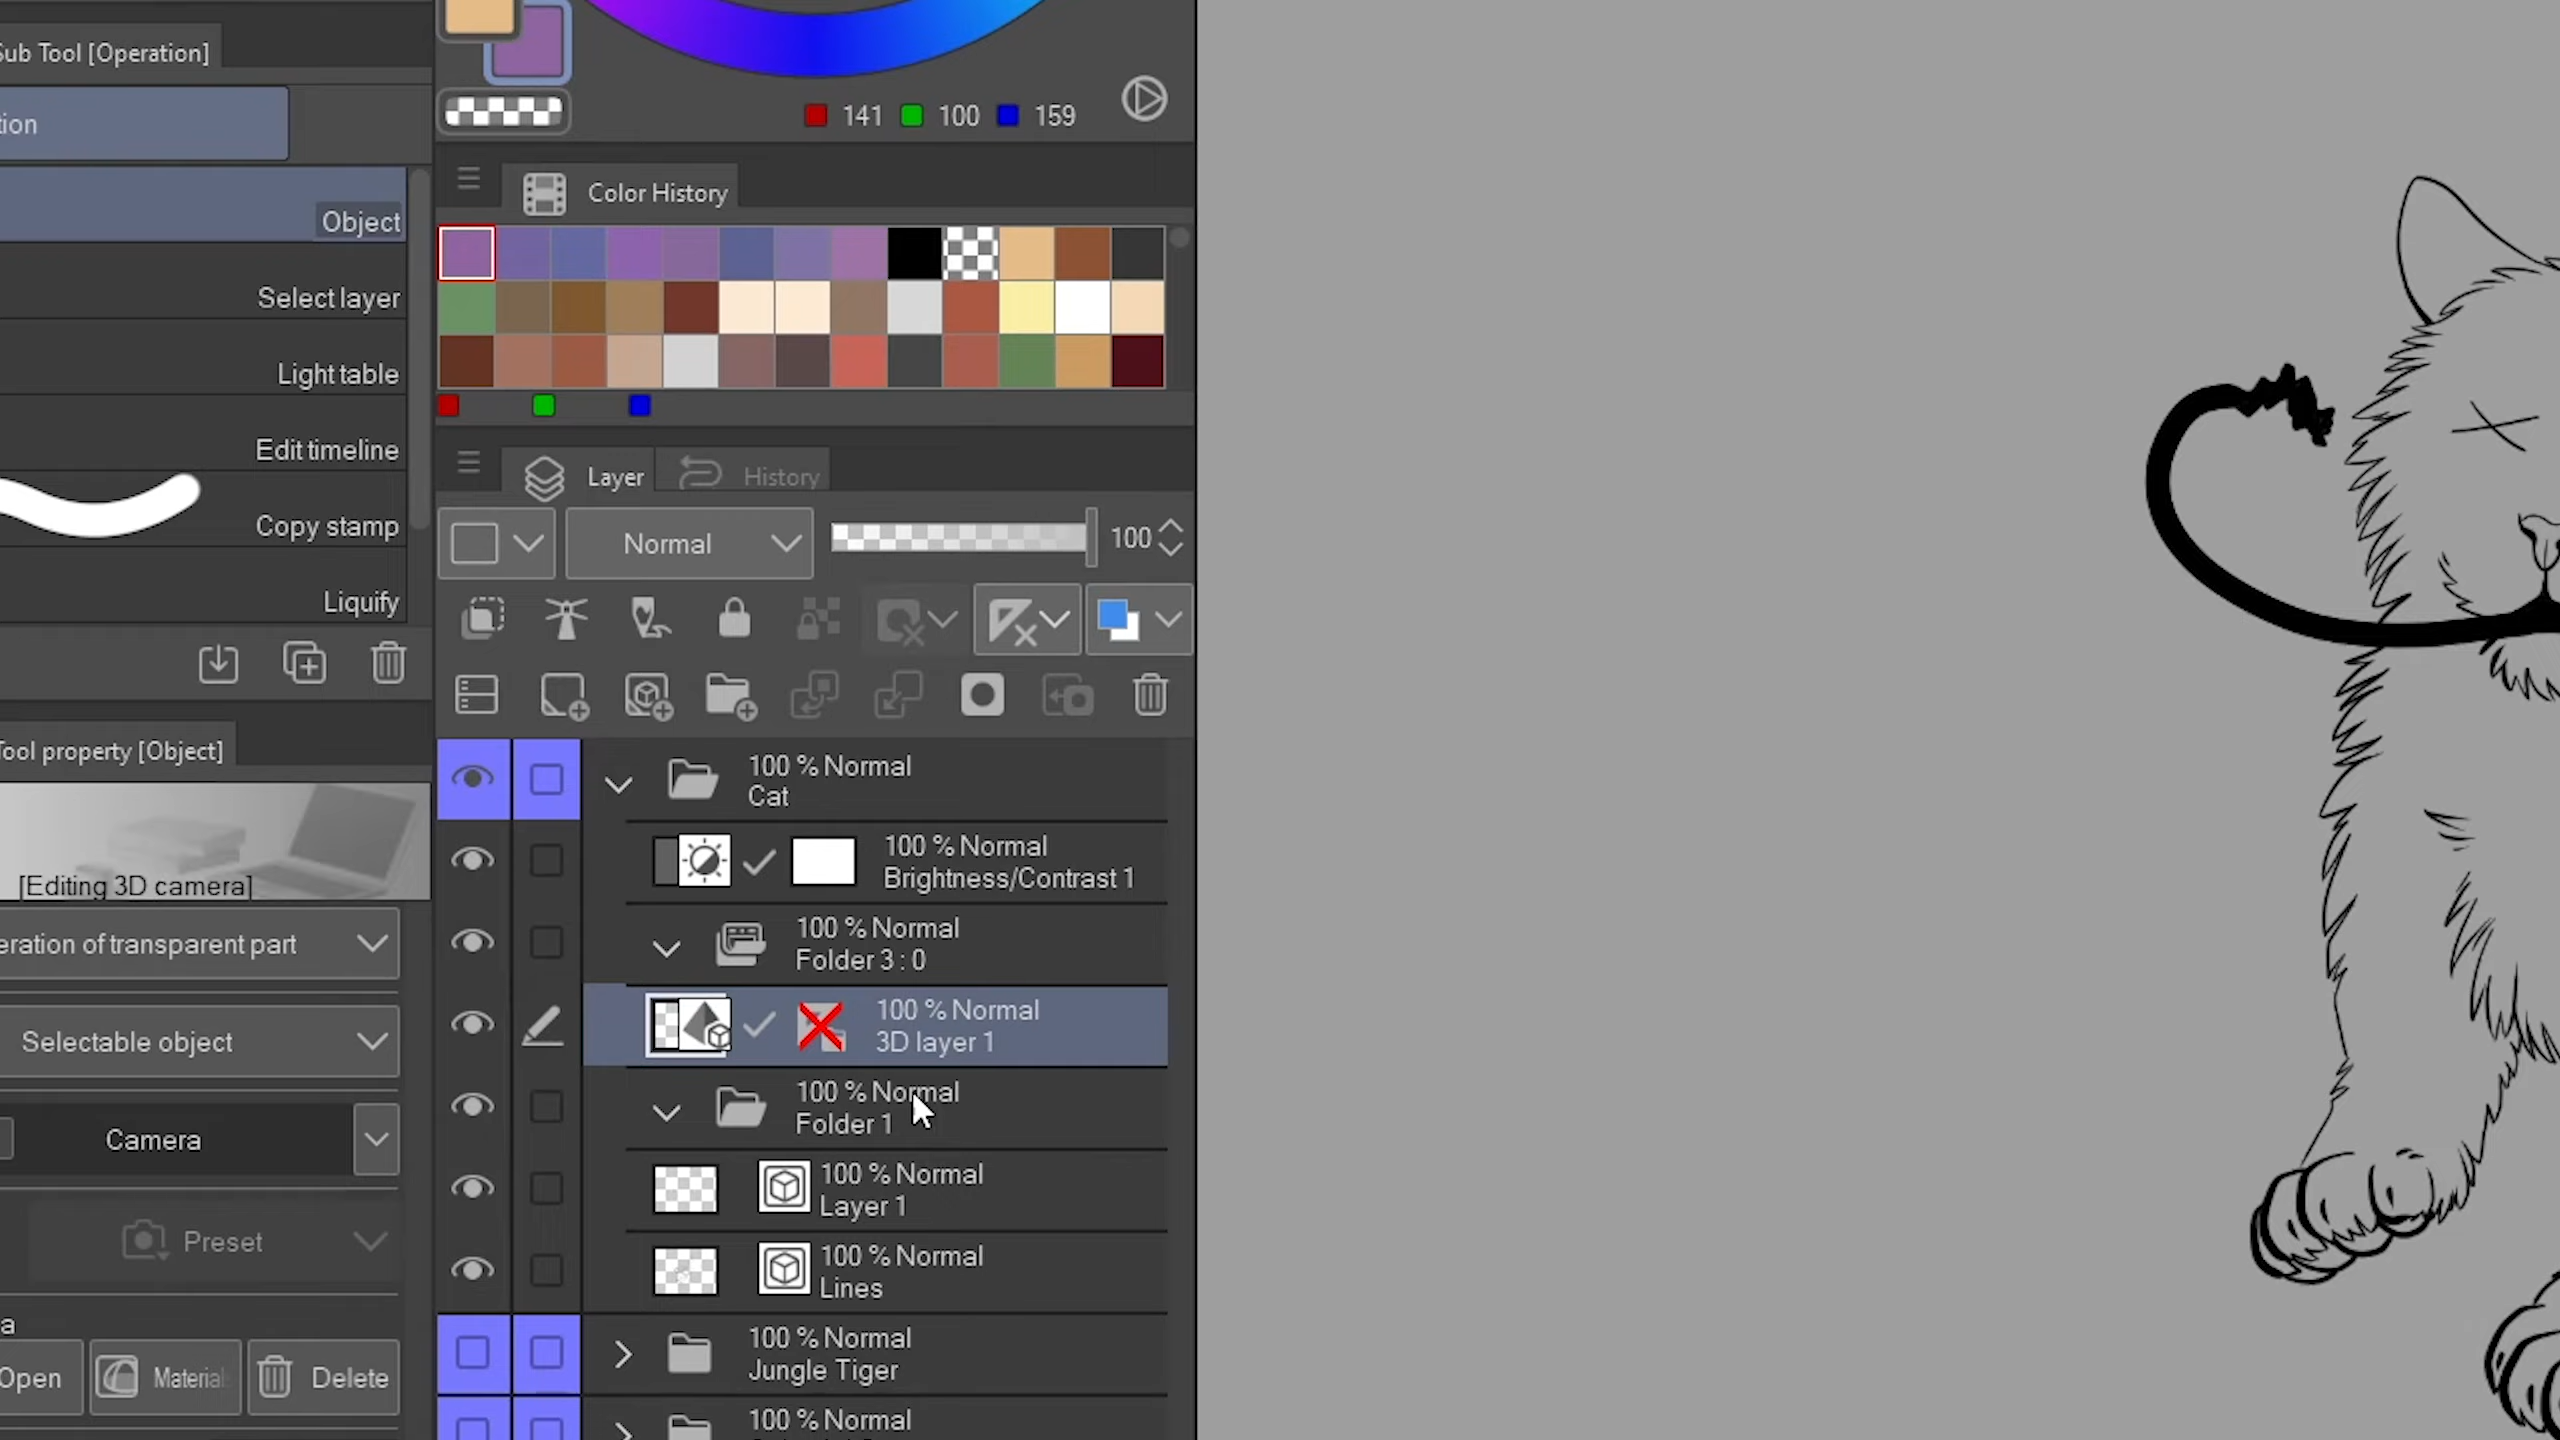 Sub Tool [Operation]
tion
Object
Select layer
Light table
Edit timeline
Copy stamp
Liquify
Tool property [Object]
[Editing 3D camera]
eration of transparent part
Selectable object
Camera
Preset
a
Open
Material
Delete
141 100 159
Color History
Layer History
Normal 100
100 % Normal
Cat
100 % Normal
Brightness/Contrast 1
100 % Normal
Folder 3 : 0
100 % Normal
3D layer 1
100 % Normal
Folder 1
100 % Normal
Layer 1
100 % Normal
Lines
100 % Normal
Jungle Tiger
100 % Normal